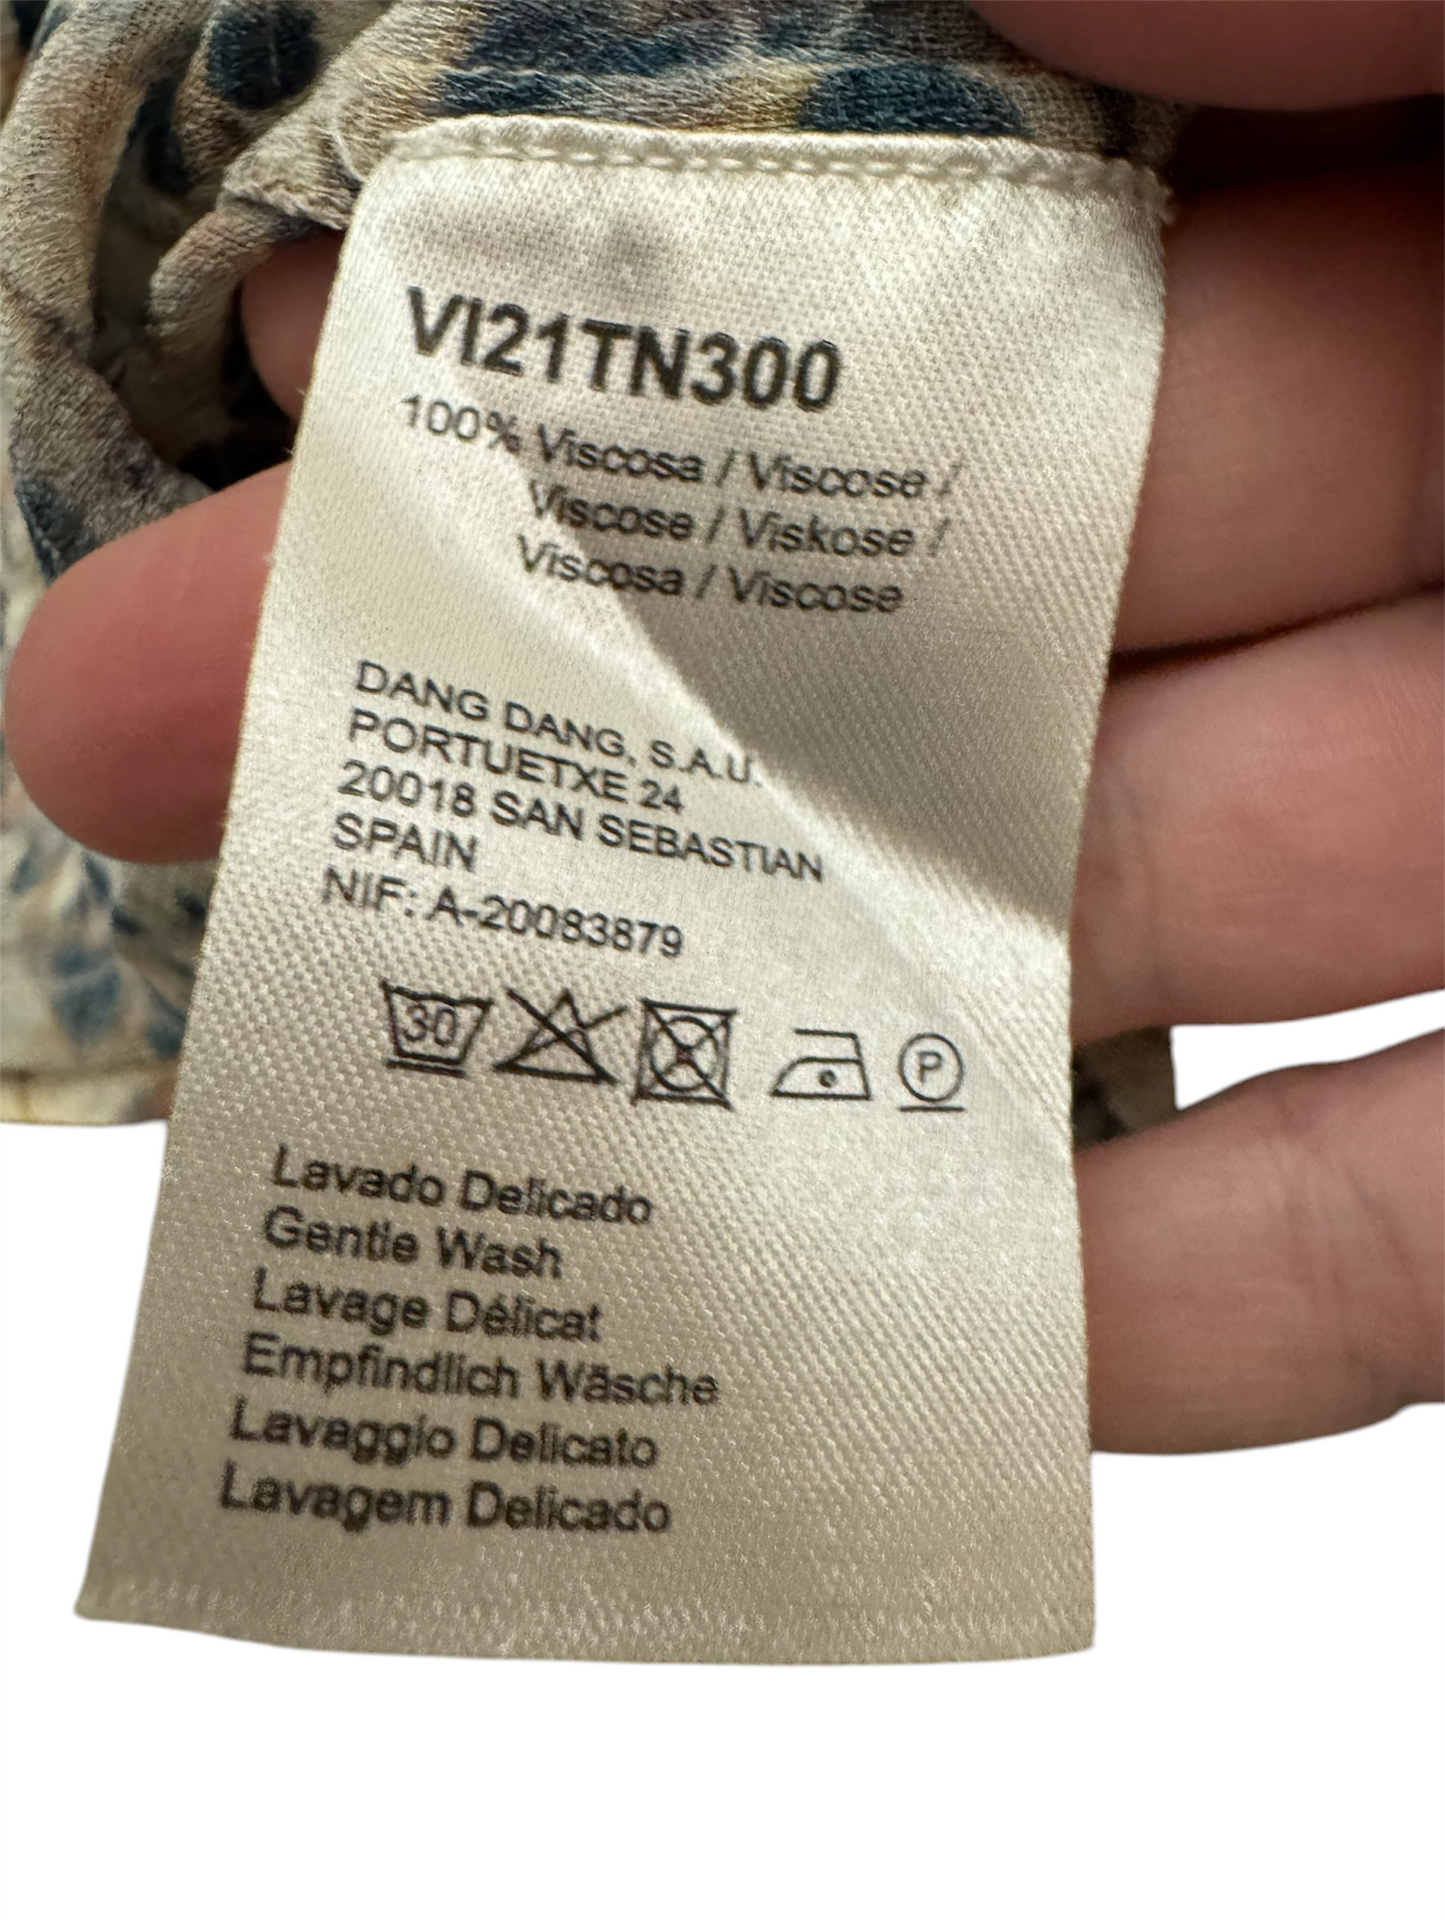 VI21TN300
100% Viscosa / Viscose /
Viscose / Viskose /
Viscosa / Viscose
DANG DANG, S.A.U.
PORTUETXE 24
20018 SAN SEBASTIAN
SPAIN
NIF: A-20083879
30
P
Lavado Delicado
Gentle Wash
Lavage Délicat
Empfindlich Wäsche
Lavaggio Delicato
Lavagem Delicado